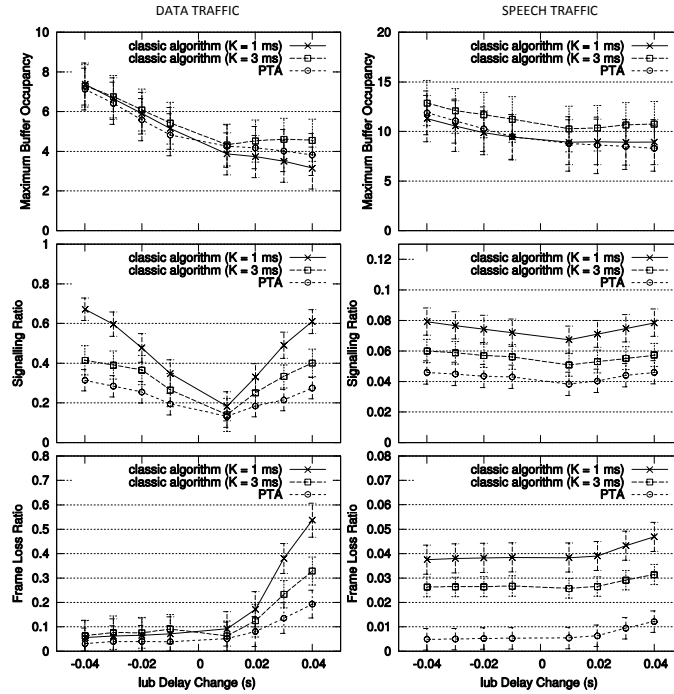 DATA TRAFFIC
Maximum Buffer Occupancy
10
8
6
4
2
0
classic algorithm (K = 1 ms)
classic algorithm (K = 3 ms)
PTA
Signalling Ratio
1
0.8
0.6
0.4
0.2
0
classic algorithm (K = 1 ms)
classic algorithm (K = 3 ms)
PTA
Frame Loss Ratio
0.8
0.7
0.6
0.5
0.4
0.3
0.2
0.1
0
classic algorithm (K = 1 ms)
classic algorithm (K = 3 ms)
PTA
-0.04 -0.02 0 0.02 0.04
Iub Delay Change (s)
SPEECH TRAFFIC
Maximum Buffer Occupancy
20
15
10
5
0
classic algorithm (K = 1 ms)
classic algorithm (K = 3 ms)
PTA
Signalling Ratio
0.12
0.1
0.08
0.06
0.04
0.02
0
classic algorithm (K = 1 ms)
classic algorithm (K = 3 ms)
PTA
Frame Loss Ratio
0.08
0.07
0.06
0.05
0.04
0.03
0.02
0.01
0
classic algorithm (K = 1 ms)
classic algorithm (K = 3 ms)
PTA
-0.04 -0.02 0 0.02 0.04
Iub Delay Change (s)